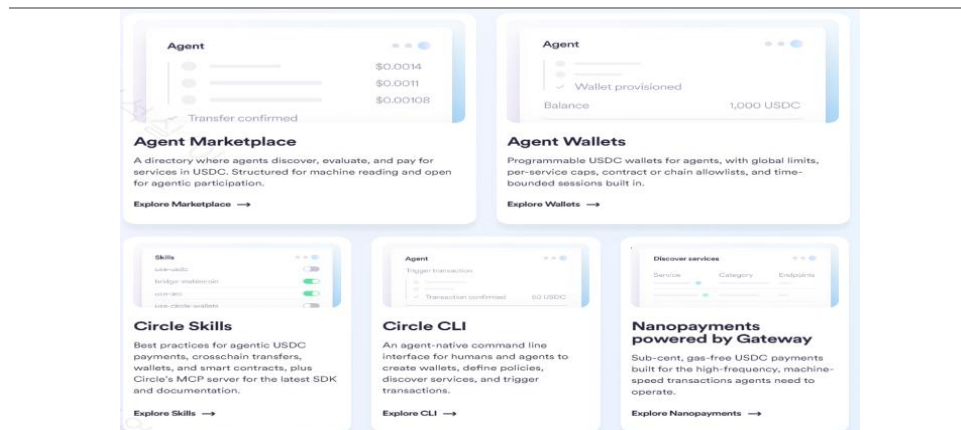 Agent
$0.0014
$0.0011
$0.00108
Transfer confirmed
Agent Marketplace
A directory where agents discover, evaluate, and pay for
services in USDC. Structured for machine reading and open
for agentic participation.
Explore Marketplace →
Agent
Wallet provisioned
Balance 1,000 USDC
Agent Wallets
Programmable USDC wallets for agents, with global limits,
per-service caps, contract or chain allowlists, and time-
bounded sessions built in.
Explore Wallets →
Skills
bridge-stablecoin
use-circle-wallets
Circle Skills
Best practices for agentic USDC
payments, crosschain transfers,
wallets, and smart contracts, plus
Circle's MCP server for the latest SDK
and documentation.
Explore Skills →
Agent
Trigger transaction
Transaction confirmed 50 USDC
Circle CLI
An agent-native command line
interface for humans and agents to
create wallets, define policies,
discover services, and trigger
transactions.
Explore CLI →
Discover services
Service Category Endpoints
Nanopayments
powered by Gateway
Sub-cent, gas-free USDC payments
built for the high-frequency, machine-
speed transactions agents need to
operate.
Explore Nanopayments →